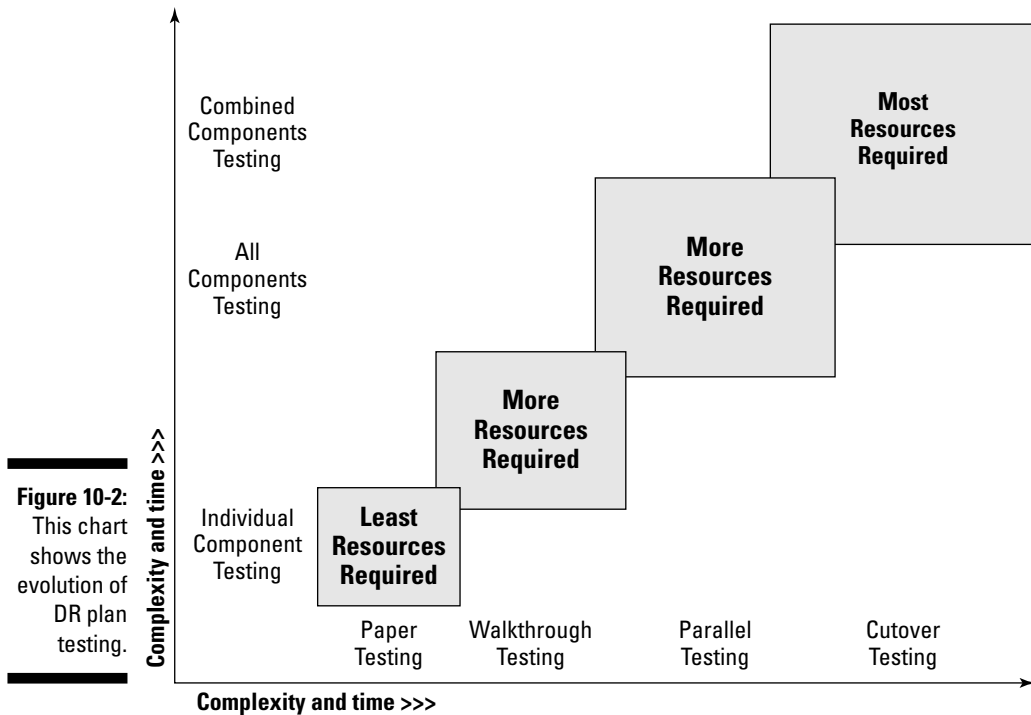 Combined
Components
Testing
Most
Resources
Required
All
Components
Testing
More
Resources
Required
More
Resources
Required
Individual
Component
Testing
Least
Resources
Required
Complexity and time >>>
Figure 10-2:
This chart
shows the
evolution of
DR plan
testing.
Paper
Testing
Walkthrough
Testing
Parallel
Testing
Cutover
Testing
Complexity and time >>>